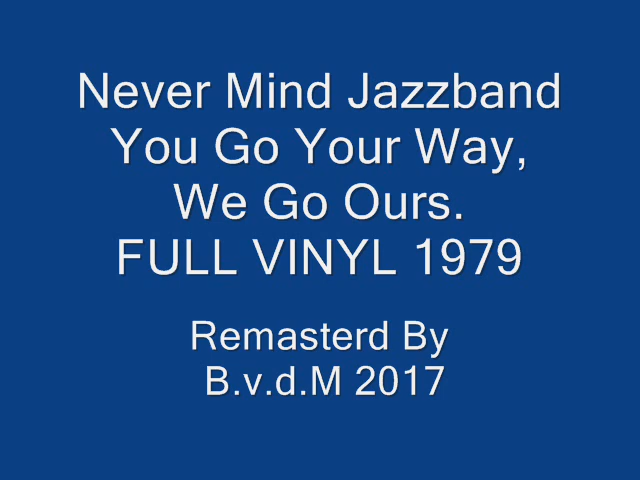 Never Mind Jazzband
You Go Your Way,
We Go Ours.
FULL VINYL 1979
Remasterd By
B.v.d.M 2017